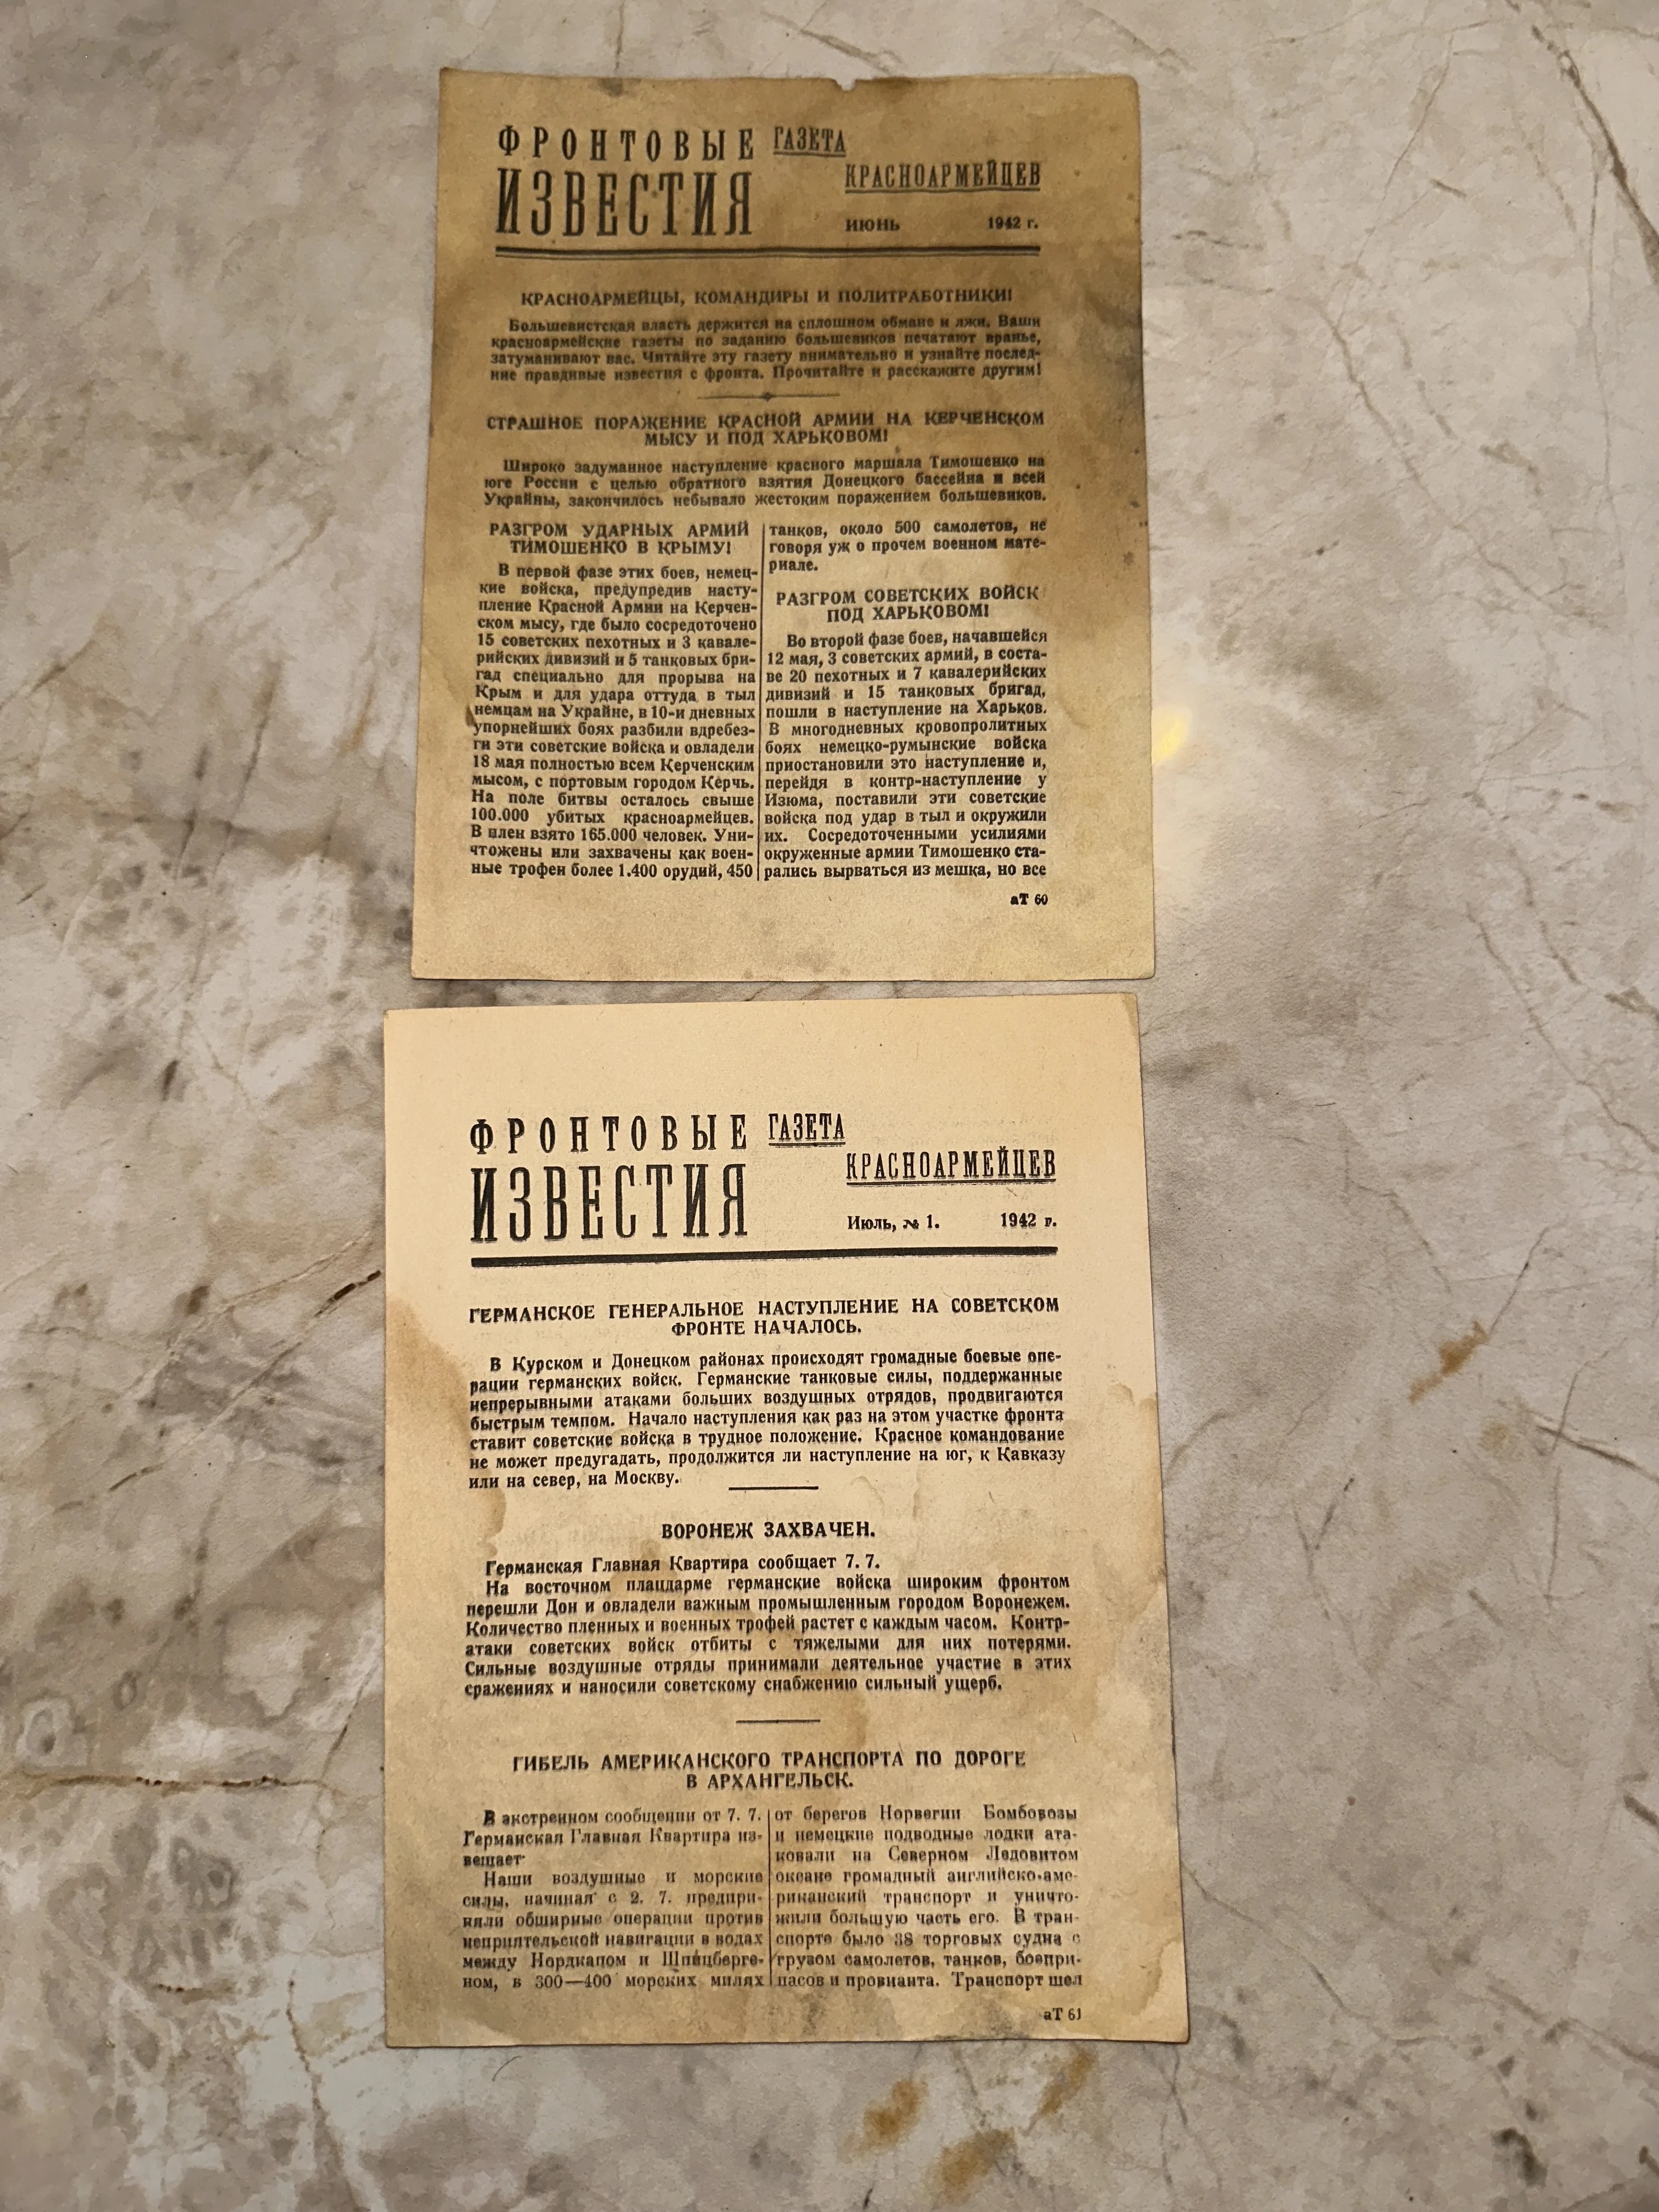 ФРОНТОВЫЕ ГАЗЕТА
ИЗВЕСТИЯ КРАСНОАРМЕЙЦЕВ
ИЮНЬ 1942 г.
КРАСНОАРМЕЙЦЫ, КОМАНДИРЫ И ПОЛИТРАБОТНИКИ!
Большевистская власть держится на сплошном обмане и лжи. Ваши
красноармейские газеты по заданию большевиков печатают вранье,
затуманивают вас. Читайте эту газету внимательно и узнайте послед-
ние правдивые известия с фронта. Прочитайте и расскажите другим!
СТРАШНОЕ ПОРАЖЕНИЕ КРАСНОЙ АРМИИ НА КЕРЧЕНСКОМ
МЫСУ И ПОД ХАРЬКОВОМ!
Широко задуманное наступление красного маршала Тимошенко на
юге России с целью обратного взятия Донецкого бассейна и всей
Украйны, закончилось небывало жестоким поражением большевиков.
РАЗГРОМ УДАРНЫХ АРМИЙ
ТИМОШЕНКО В КРЫМУ!
В первой фазе этих боев, немец-
кие войска, предупредив насту-
пление Красной Армии на Керчен-
ском мысу, где было сосредоточено
15 советских пехотных и 3 кавале-
рийских дивизий и 5 танковых бри-
гад специально для прорыва на
Крым и для удара оттуда в тыл
немцам на Украйне, в 10-и дневных
упорнейших боях разбили вдребез-
ги эти советские войска и овладели
18 мая полностью всем Керченским
мысом, с портовым городом Керчь.
На поле битвы осталось свыше
100.000 убитых красноармейцев.
В плен взято 165.000 человек. Уни-
чтожены или захвачены как воен-
ные трофеи более 1.400 орудий, 450
танков, около 500 самолетов, не
говоря уж о прочем военном мате-
риале.
РАЗГРОМ СОВЕТСКИХ ВОЙСК
ПОД ХАРЬКОВОМ!
Во второй фазе боев, начавшейся
12 мая, 3 советских армий, в соста-
ве 20 пехотных и 7 кавалерийских
дивизий и 15 танковых бригад,
пошли в наступление на Харьков.
В многодневных кровопролитных
боях немецко-румынские войска
приостановили это наступление и,
перейдя в контр-наступление у
Изюма, поставили эти советские
войска под удар в тыл и окружили
их. Сосредоточенными усилиями
окруженные армии Тимошенко ста-
рались вырваться из мешка, но все
аТ 60
ФРОНТОВЫЕ ГАЗЕТА
ИЗВЕСТИЯ КРАСНОАРМЕЙЦЕВ
Июль, № 1. 1942 г.
ГЕРМАНСКОЕ ГЕНЕРАЛЬНОЕ НАСТУПЛЕНИЕ НА СОВЕТСКОМ
ФРОНТЕ НАЧАЛОСЬ.
В Курском и Донецком районах происходят громадные боевые опе-
рации германских войск. Германские танковые силы, поддержанные
непрерывными атаками больших воздушных отрядов, продвигаются
быстрым темпом. Начало наступления как раз на этом участке фронта
ставит советские войска в трудное положение. Красное командование
не может предугадать, продолжится ли наступление на юг, к Кавказу
или на север, на Москву.
ВОРОНЕЖ ЗАХВАЧЕН.
Германская Главная Квартира сообщает 7. 7.
На восточном плацдарме германские войска широким фронтом
перешли Дон и овладели важным промышленным городом Воронежем.
Количество пленных и военных трофей растет с каждым часом. Контр-
атаки советских войск отбиты с тяжелыми для них потерями.
Сильные воздушные отряды принимали деятельное участие в этих
сражениях и наносили советскому снабжению сильный ущерб.
ГИБЕЛЬ АМЕРИКАНСКОГО ТРАНСПОРТА ПО ДОРОГЕ
В АРХАНГЕЛЬСК.
В экстренном сообщении от 7. 7.
Германская Главная Квартира из-
вещает
Наши воздушные и морские
силы, начиная с 2. 7. предпри-
няли обширные операции против
неприятельской навигации в водах
между Нордкапом и Шпицберге-
ном, в 300—400 морских милях
от берегов Норвегии Бомбовозы
и немецкие подводные лодки ата-
ковали на Северном Ледовитом
океане громадный английско-аме-
риканский транспорт и уничто-
жили большую часть его. В тран-
спорте было 38 торговых судна с
грузом самолетов, танков, боепри-
пасов и провианта. Транспорт шел
аТ 61